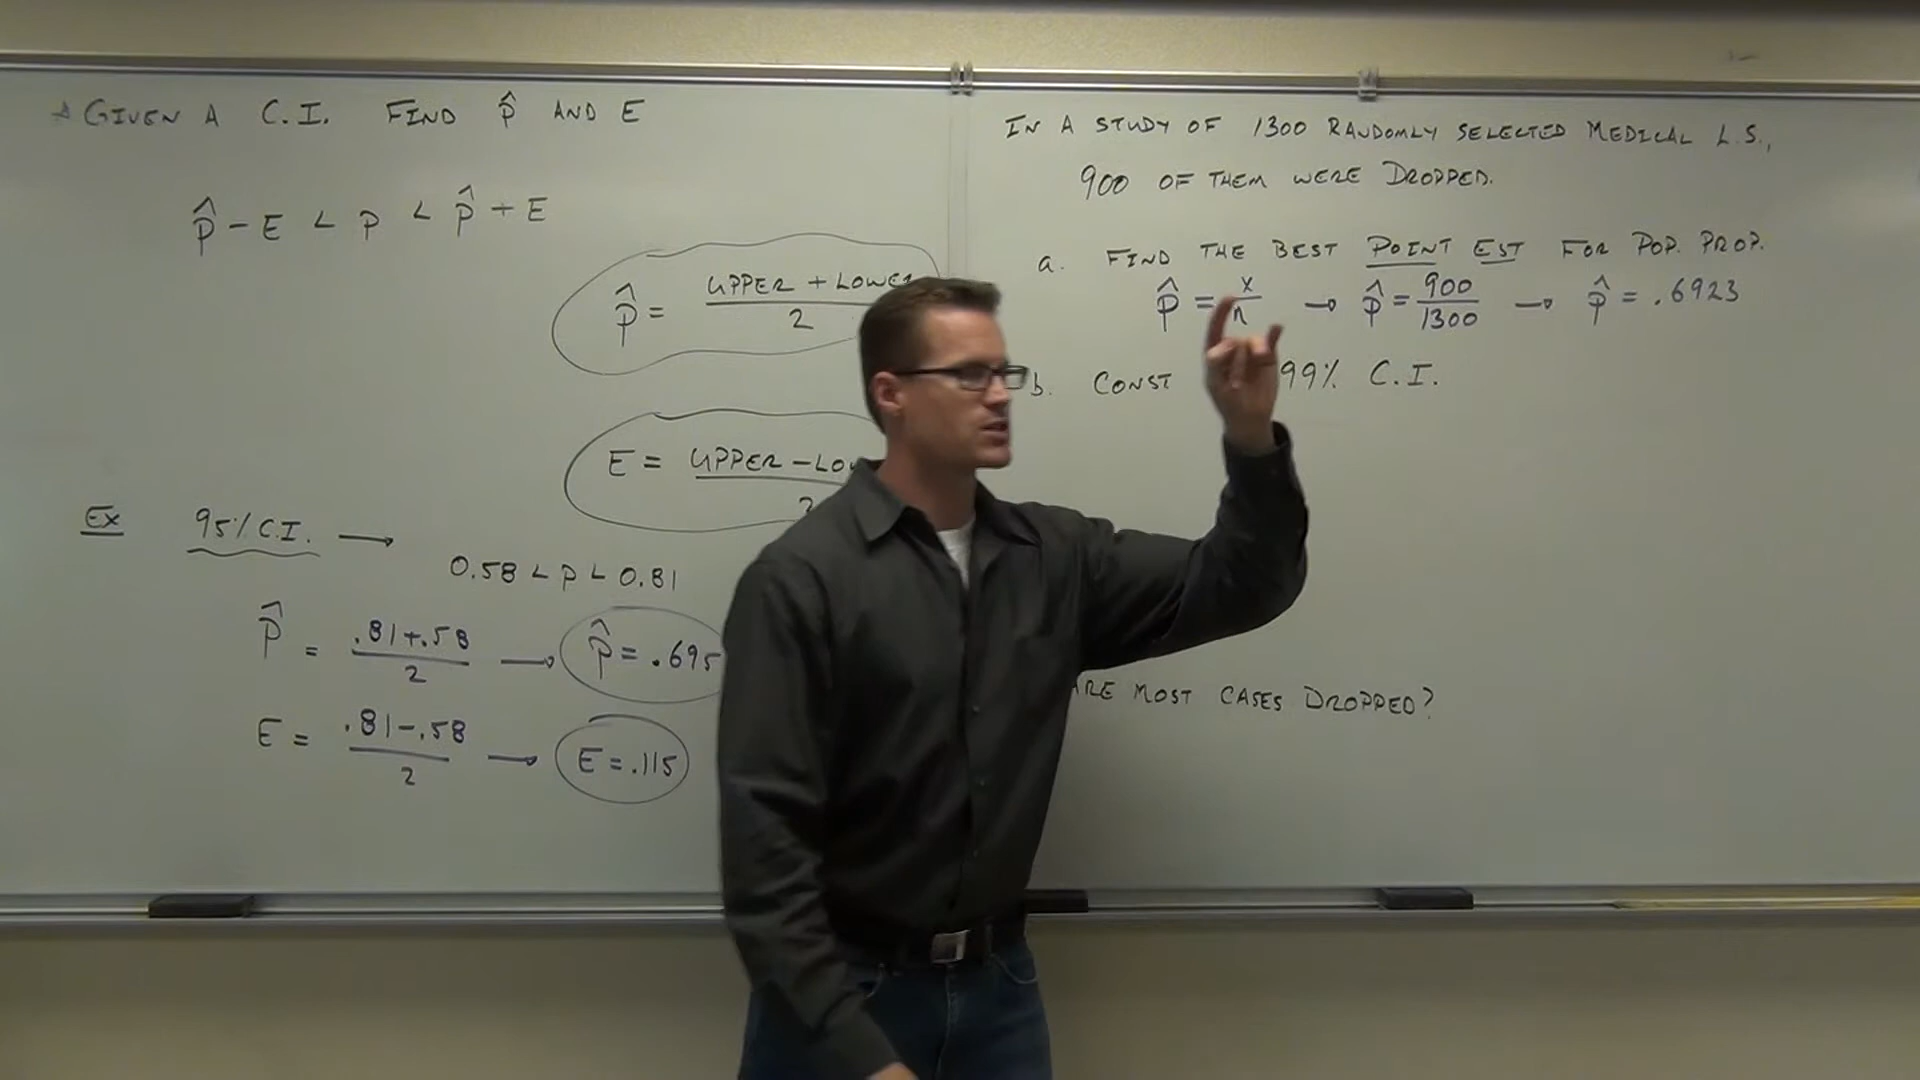 GIVEN A C.I. FIND p̂ AND E
p̂ - E < p < p̂ + E
p̂ = UPPER + LOWER
2
E = UPPER - LO
2
EX 95% C.I. →
0.58 < p < 0.81
p̂ = .81+.58 → p̂ = .695
2
E = .81-.58 → E = .115
2
IN A STUDY OF 1300 RANDOMLY SELECTED MEDICAL L.S.,
900 OF THEM WERE DROPPED.
a. FIND THE BEST POINT EST FOR POP. PROP.
p̂ = x/n → p̂ = 900/1300 → p̂ = .6923
b. CONST 99% C.I.
ARE MOST CASES DROPPED?